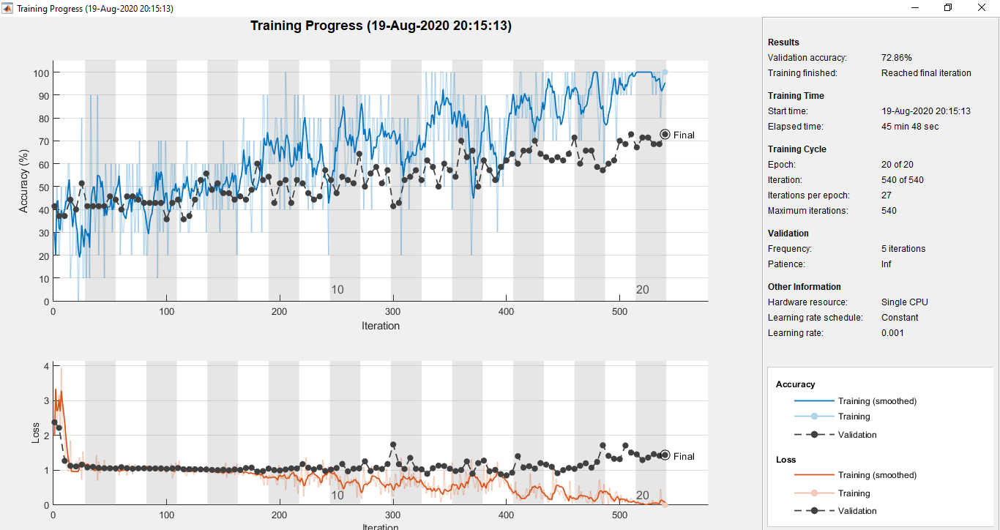 Training Progress (19-Aug-2020 20:15:13)
Training Progress (19-Aug-2020 20:15:13)
100
90
80
70
60
50
40
30
20
10
0
Accuracy (%)
10
20
Final
0 100 200 300 400 500
Iteration
4
3
2
1
0
Loss
10
20
Final
0 100 200 300 400 500
Iteration
Results
Validation accuracy: 72.86%
Training finished: Reached final iteration
Training Time
Start time: 19-Aug-2020 20:15:13
Elapsed time: 45 min 48 sec
Training Cycle
Epoch: 20 of 20
Iteration: 540 of 540
Iterations per epoch: 27
Maximum iterations: 540
Validation
Frequency: 5 iterations
Patience: Inf
Other Information
Hardware resource: Single CPU
Learning rate schedule: Constant
Learning rate: 0.001
Accuracy
Training (smoothed)
Training
Validation
Loss
Training (smoothed)
Training
Validation